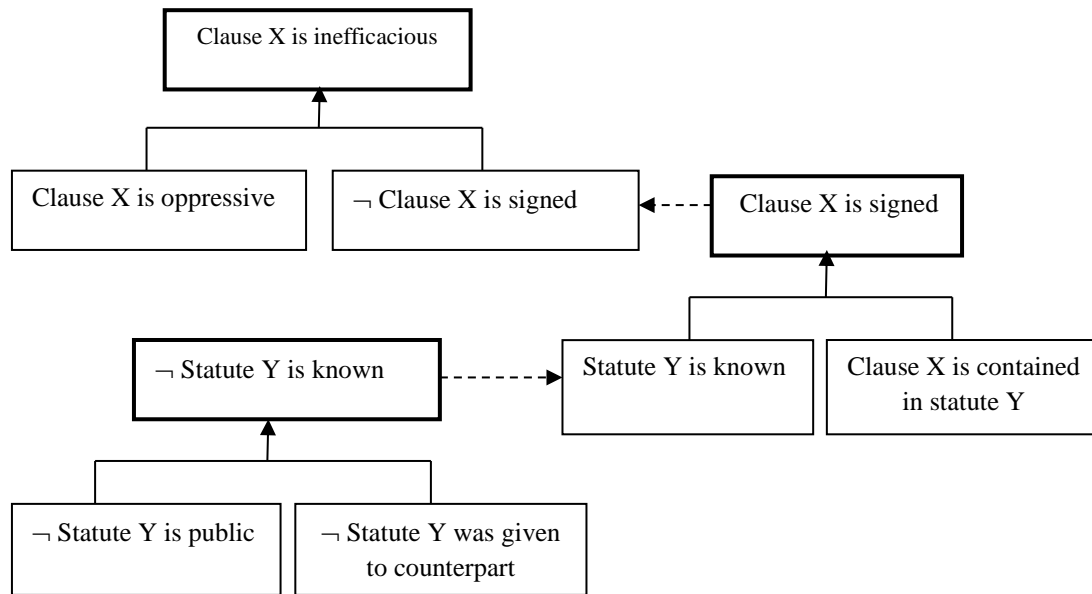 Clause X is inefficacious
Clause X is oppressive
¬ Clause X is signed
Clause X is signed
¬ Statute Y is known
Statute Y is known
Clause X is contained
in statute Y
¬ Statute Y is public
¬ Statute Y was given
to counterpart